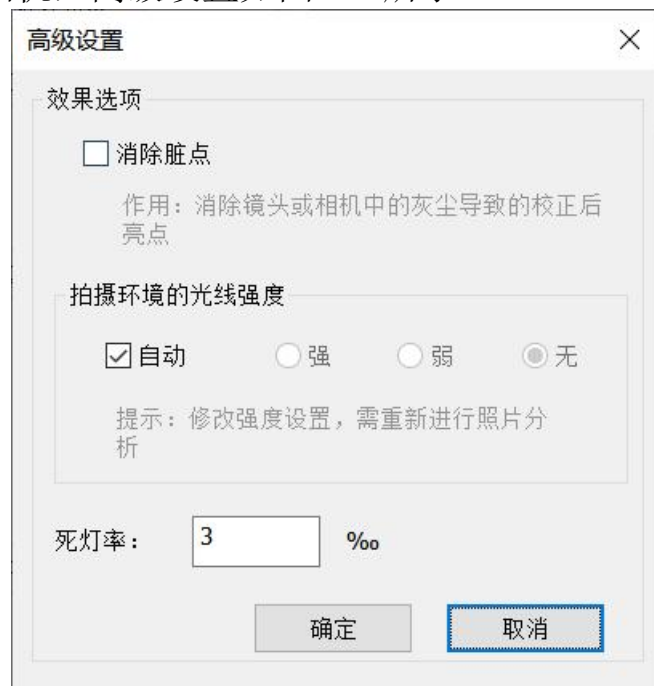 高级设置
效果选项
消除脏点
作用：消除镜头或相机中的灰尘导致的校正后
亮点
拍摄环境的光线强度
自动 强 弱 无
提示：修改强度设置，需重新进行照片分
析
死灯率： 3 ‰
确定 取消